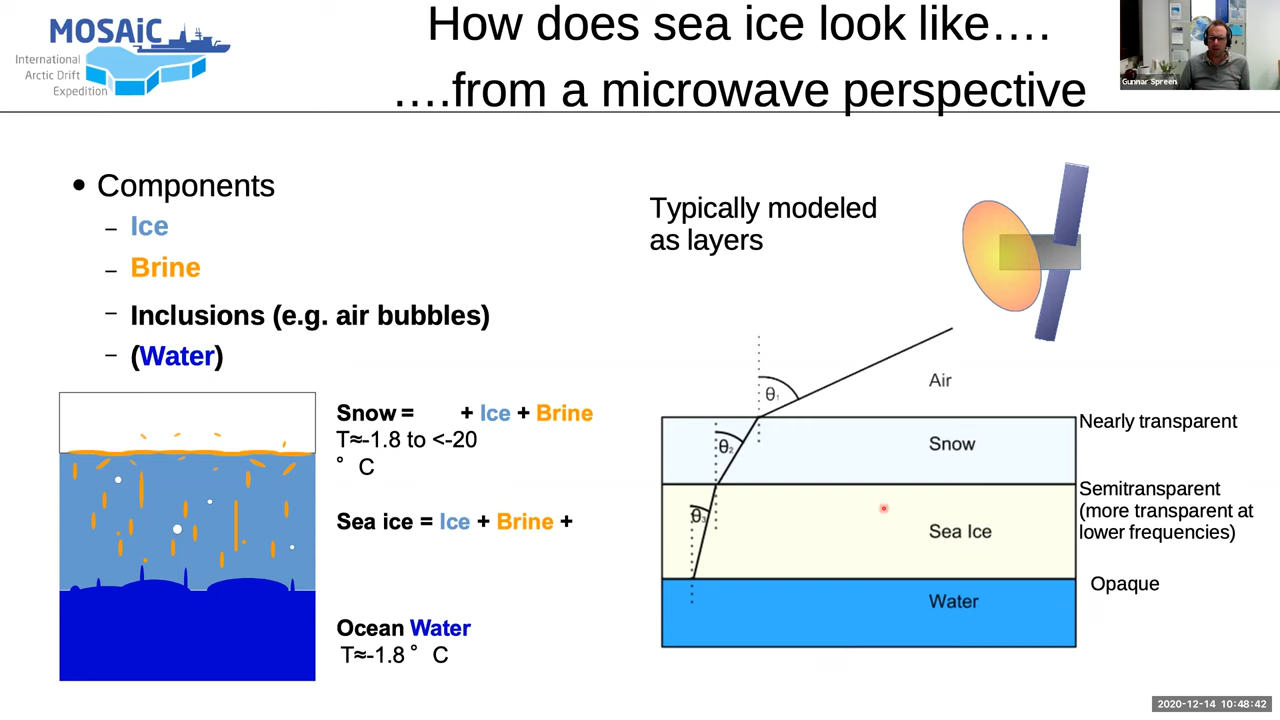 How does sea ice look like….
….from a microwave perspective
MOSAiC
International
Arctic Drift
Expedition
Gunnar Spreen
• Components
– Ice
– Brine
– Inclusions (e.g. air bubbles)
– (Water)
Snow = + Ice + Brine
T≈-1.8 to <-20
° C
Sea ice = Ice + Brine +
Ocean Water
T≈-1.8 ° C
Typically modeled
as layers
θ₁
Air
Nearly transparent
θ₂
Snow
Semitransparent
(more transparent at
lower frequencies)
θ₃
Sea Ice
Opaque
Water
2020-12-14 10:48:42